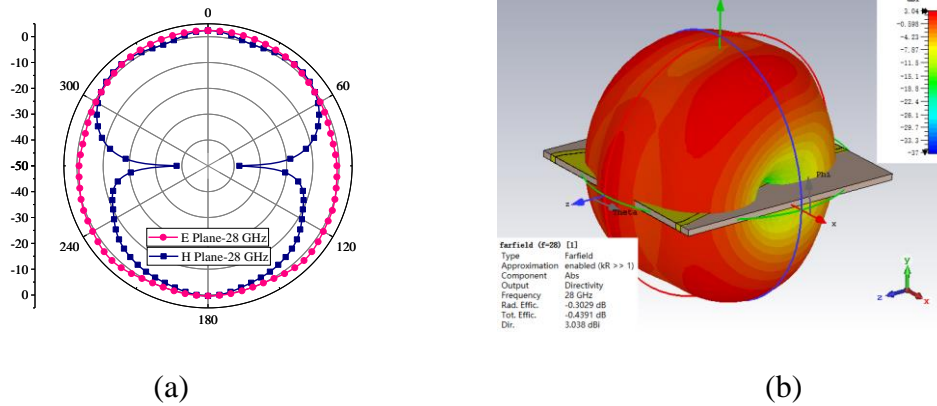 0
0
-10
-20
-30
-40
-50
-40
-30
-20
-10
0
300
60
240
120
180
E Plane-28 GHz
H Plane-28 GHz
3.04
-0.598
-4.23
-7.87
-11.5
-15.1
-18.8
-22.4
-26.1
-29.7
-33.3
-37
Phi
Theta
z
x
y
z
x
farfield (f=28) [1]
Type Farfield
Approximation enabled (kR >> 1)
Component Abs
Output Directivity
Frequency 28 GHz
Rad. Effic. -0.3029 dB
Tot. Effic. -0.4391 dB
Dir. 3.038 dBi
(a)
(b)